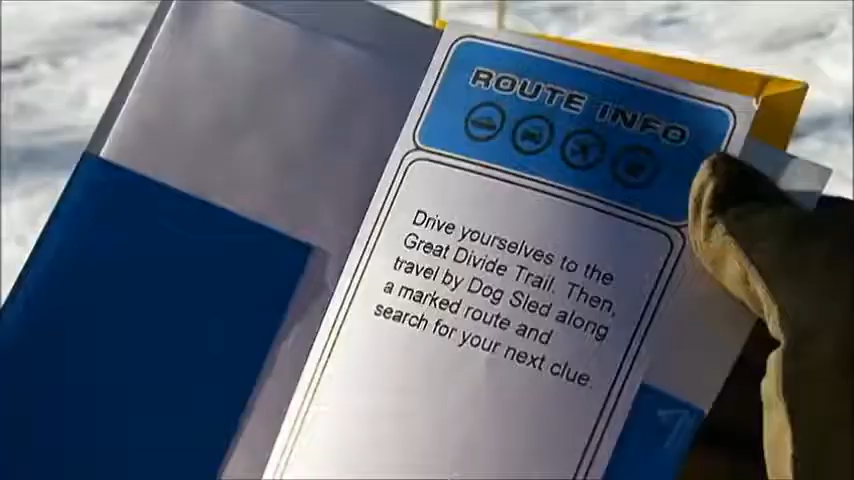 ROUTE INFO
Drive yourselves to the
Great Divide Trail. Then,
travel by Dog Sled along
a marked route and
search for your next clue.
7